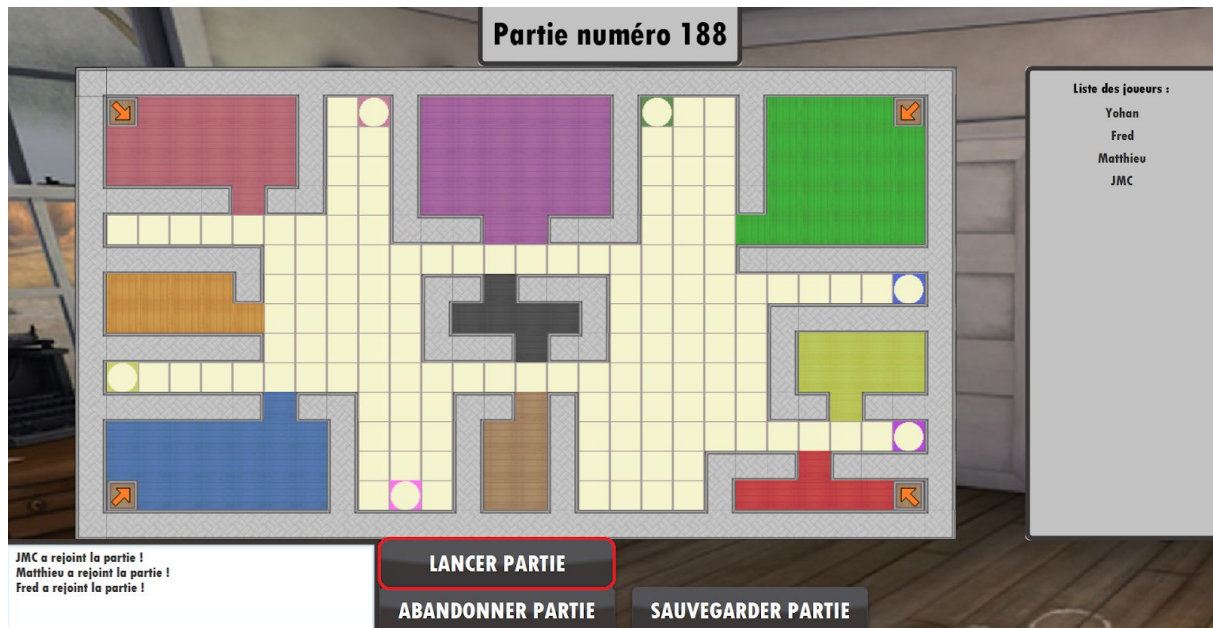 Partie numéro 188
Liste des joueurs :
Yohan
Fred
Matthieu
JMC
JMC a rejoint la partie !
Matthieu a rejoint la partie !
Fred a rejoint la partie !
LANCER PARTIE
ABANDONNER PARTIE
SAUVEGARDER PARTIE